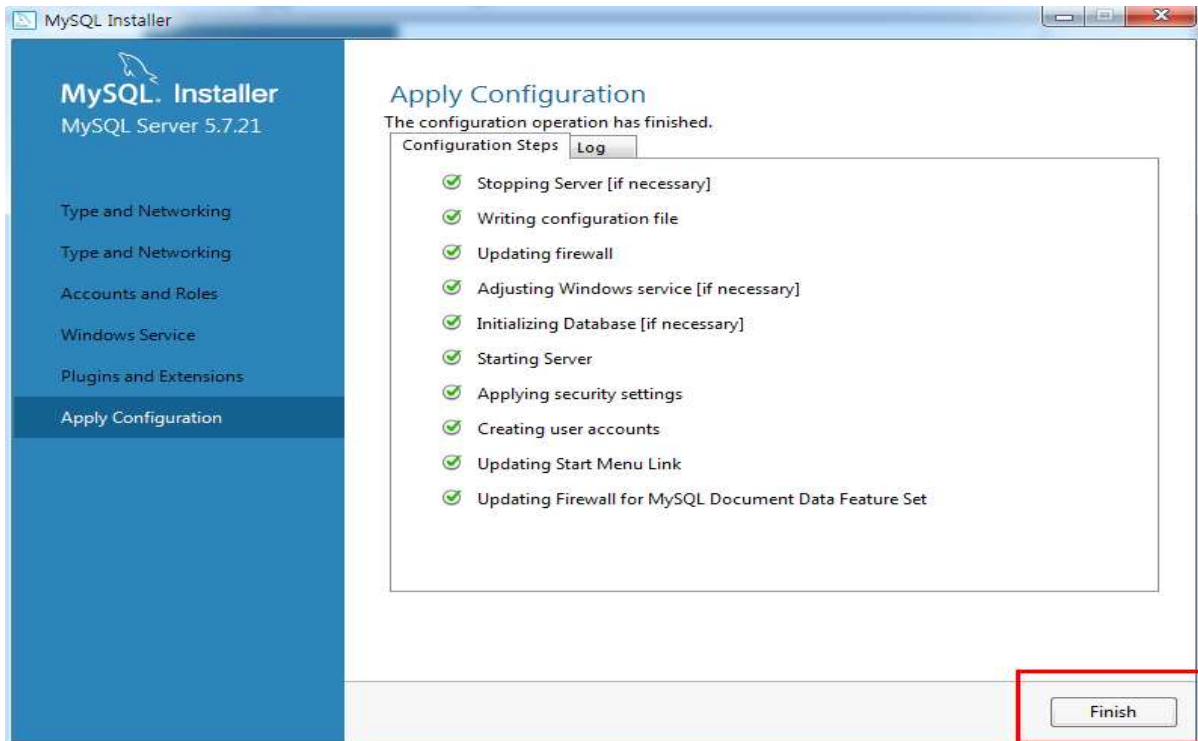 MySQL Installer
MySQL. Installer
MySQL Server 5.7.21
Type and Networking
Type and Networking
Accounts and Roles
Windows Service
Plugins and Extensions
Apply Configuration
Apply Configuration
The configuration operation has finished.
Configuration Steps Log
Stopping Server [if necessary]
Writing configuration file
Updating firewall
Adjusting Windows service [if necessary]
Initializing Database [if necessary]
Starting Server
Applying security settings
Creating user accounts
Updating Start Menu Link
Updating Firewall for MySQL Document Data Feature Set
Finish